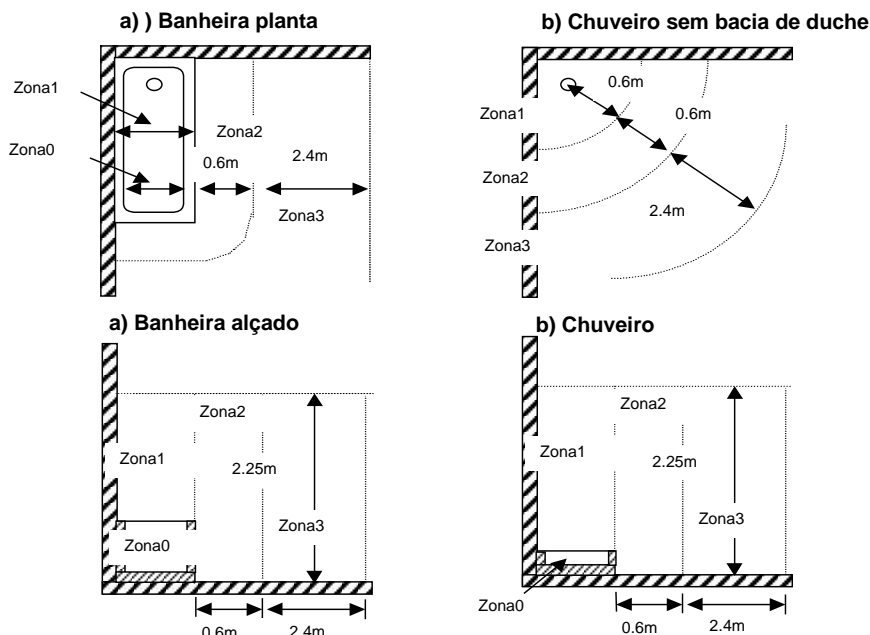 a) ) Banheira planta
Zona1
Zona2
Zona0
0.6m
2.4m
Zona3
b) Chuveiro sem bacia de duche
0.6m
Zona1
0.6m
Zona2
2.4m
Zona3
a) Banheira alçado
Zona2
Zona1
2.25m
Zona3
Zona0
0.6m
2.4m
b) Chuveiro
Zona2
Zona1
2.25m
Zona3
Zona0
0.6m
2.4m